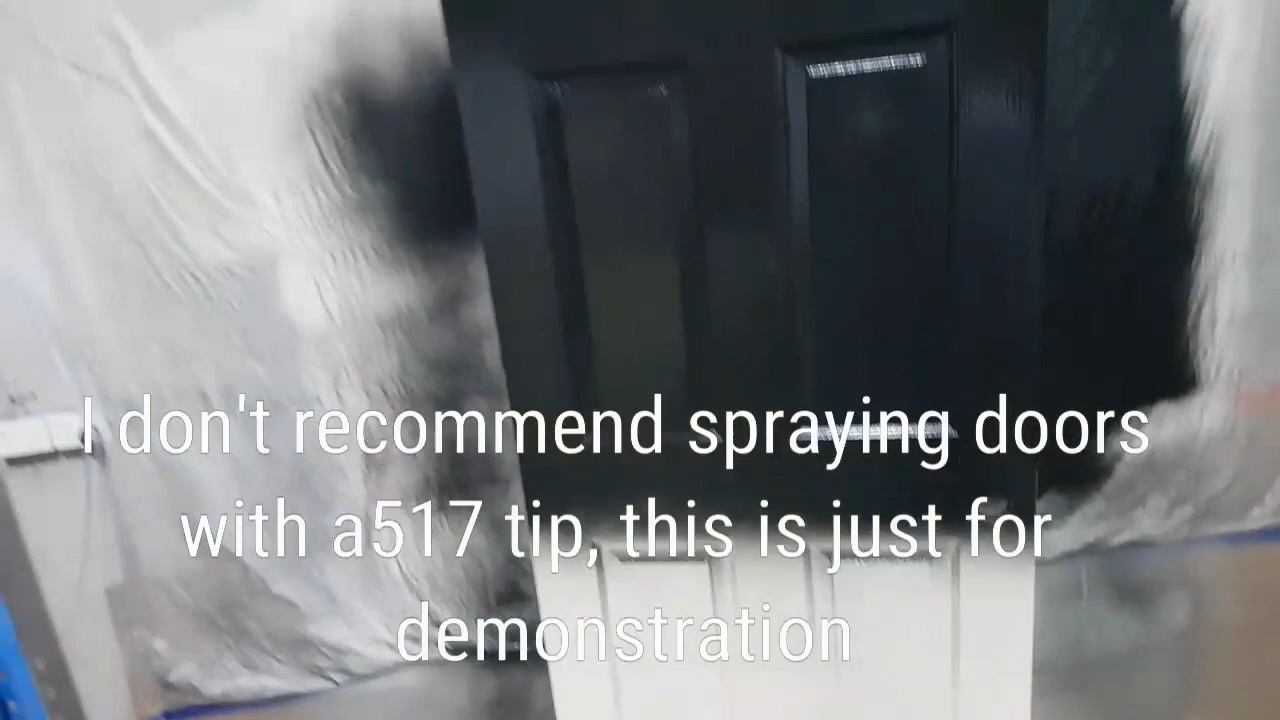 I don't recommend spraying doors
with a517 tip, this is just for
demonstration